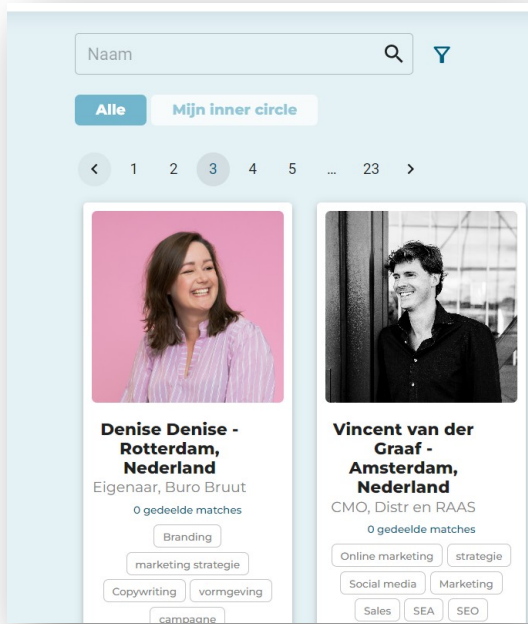 Naam
Alle
Mijn inner circle
1 2 3 4 5 ... 23
Denise Denise -
Rotterdam,
Nederland
Eigenaar, Buro Bruut
0 gedeelde matches
Branding
marketing strategie
Copywriting vormgeving
campagne
Vincent van der
Graaf -
Amsterdam,
Nederland
CMO, Distr en RAAS
0 gedeelde matches
Online marketing strategie
Social media Marketing
Sales SEA SEO